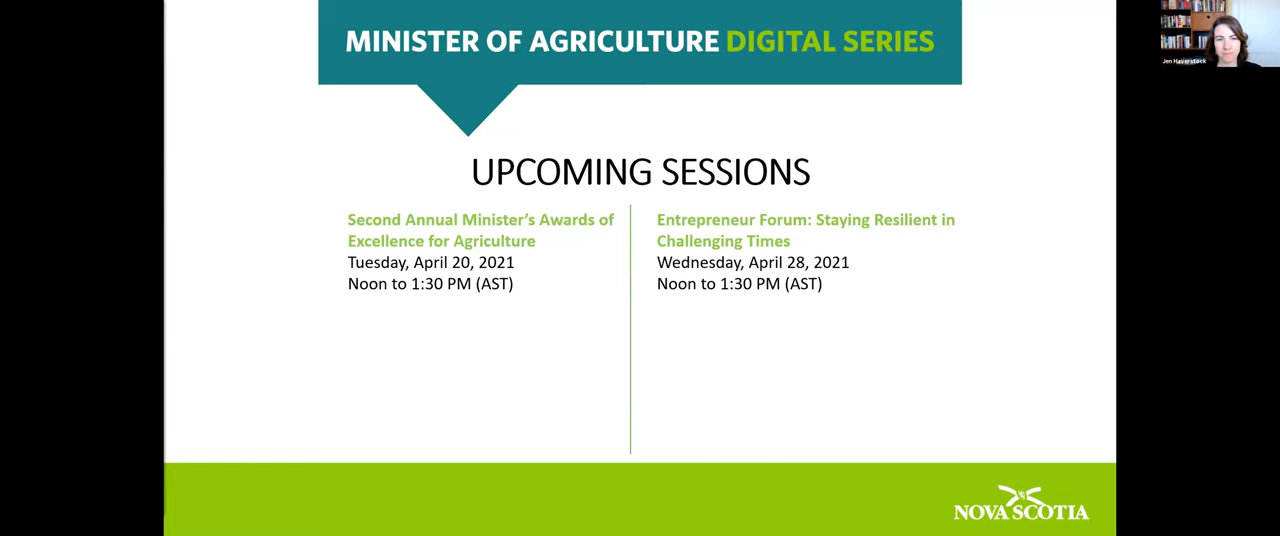 MINISTER OF AGRICULTURE DIGITAL SERIES
Jen Haverstock
UPCOMING SESSIONS
Second Annual Minister’s Awards of
Excellence for Agriculture
Tuesday, April 20, 2021
Noon to 1:30 PM (AST)
Entrepreneur Forum: Staying Resilient in
Challenging Times
Wednesday, April 28, 2021
Noon to 1:30 PM (AST)
NOVA SCOTIA